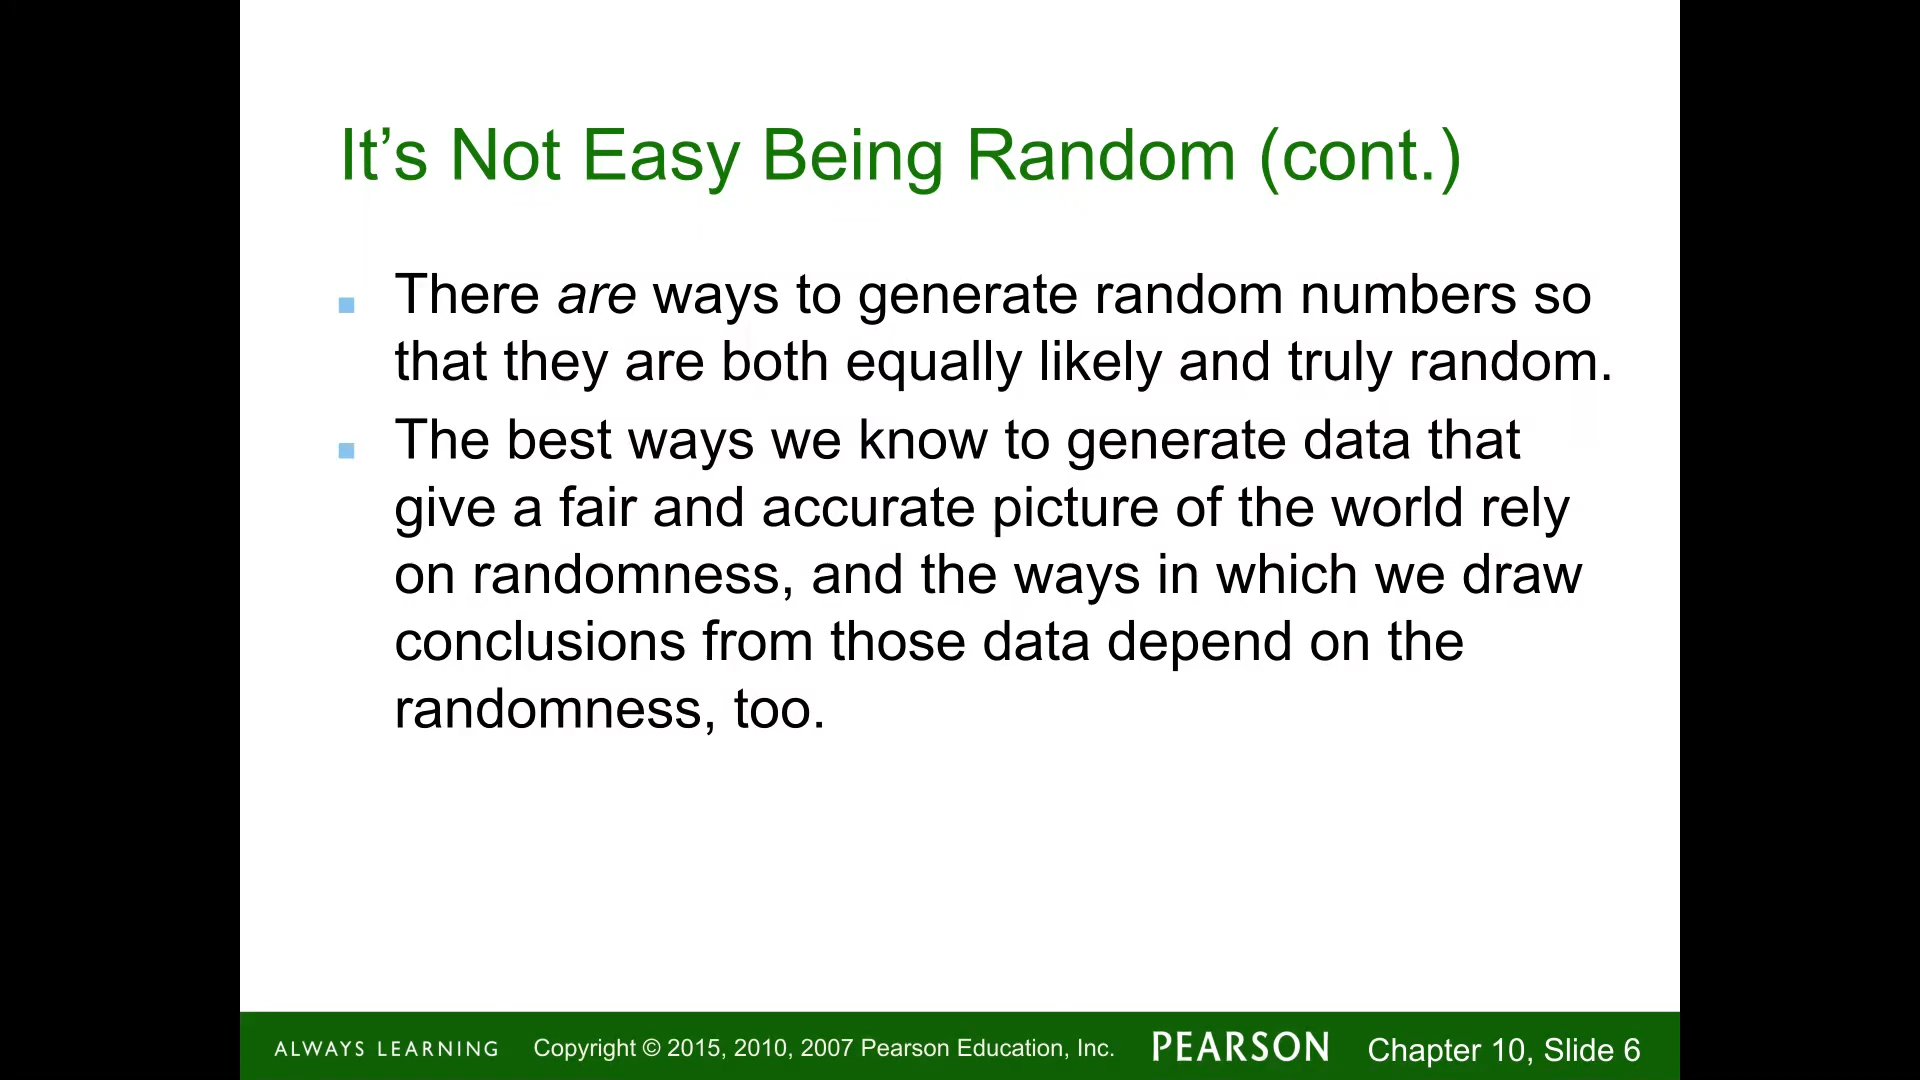 It’s Not Easy Being Random (cont.)
There are ways to generate random numbers so
that they are both equally likely and truly random.
The best ways we know to generate data that
give a fair and accurate picture of the world rely
on randomness, and the ways in which we draw
conclusions from those data depend on the
randomness, too.
ALWAYS LEARNING Copyright © 2015, 2010, 2007 Pearson Education, Inc. PEARSON Chapter 10, Slide 6